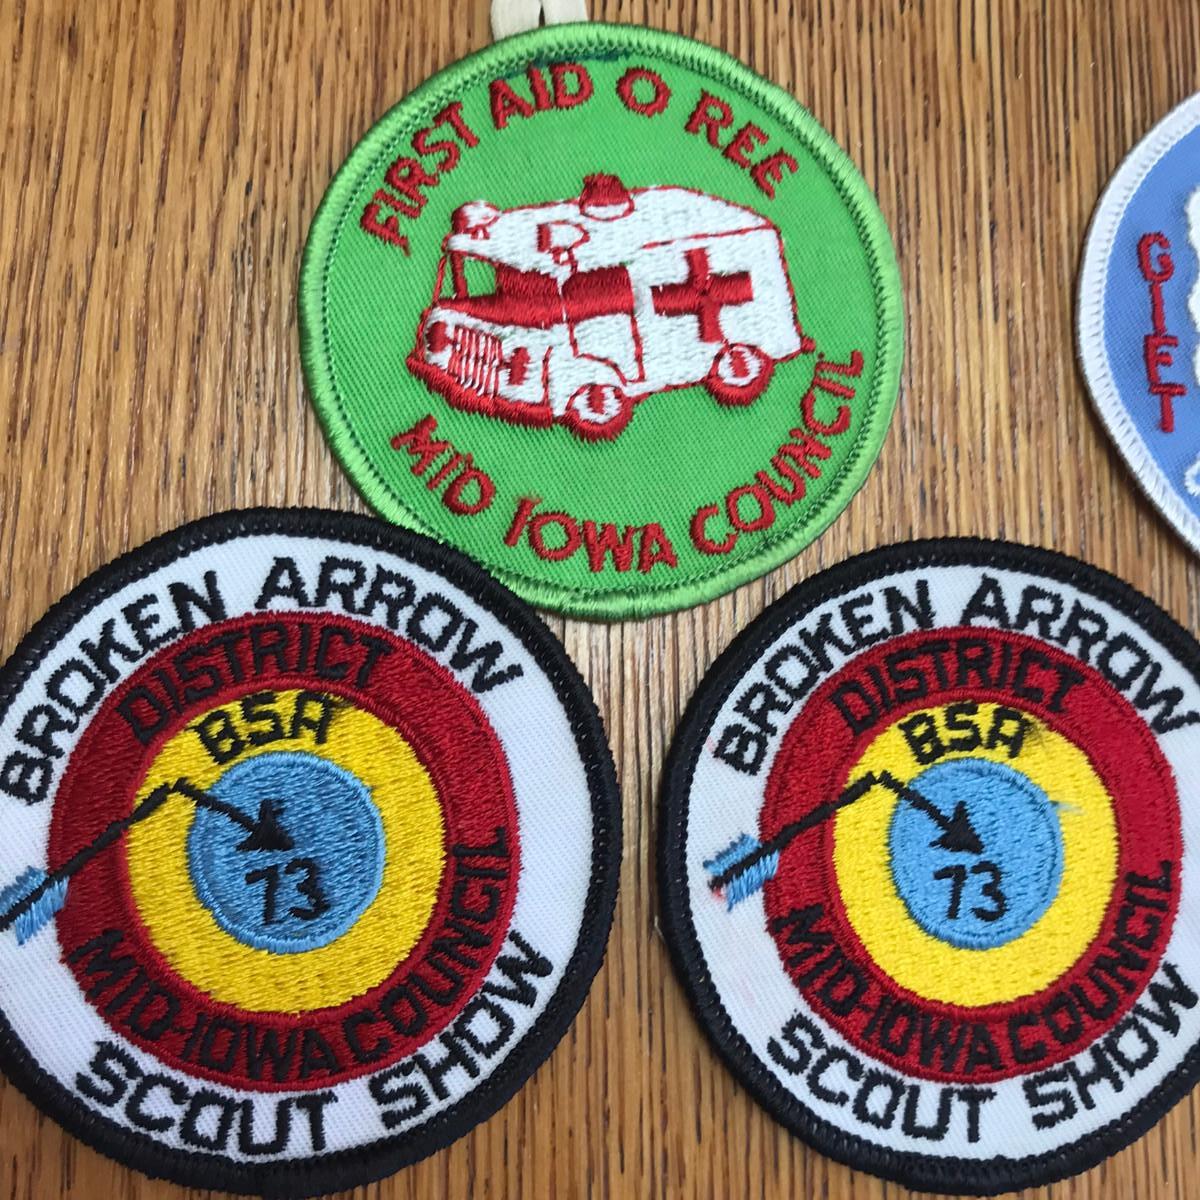 FIRST AID O REE
MID IOWA COUNCIL
GIFT
BROKEN ARROW
DISTRICT
BSA
73
MID-IOWA COUNCIL
SCOUT SHOW
BROKEN ARROW
DISTRICT
BSA
73
MID-IOWA COUNCIL
SCOUT SHOW